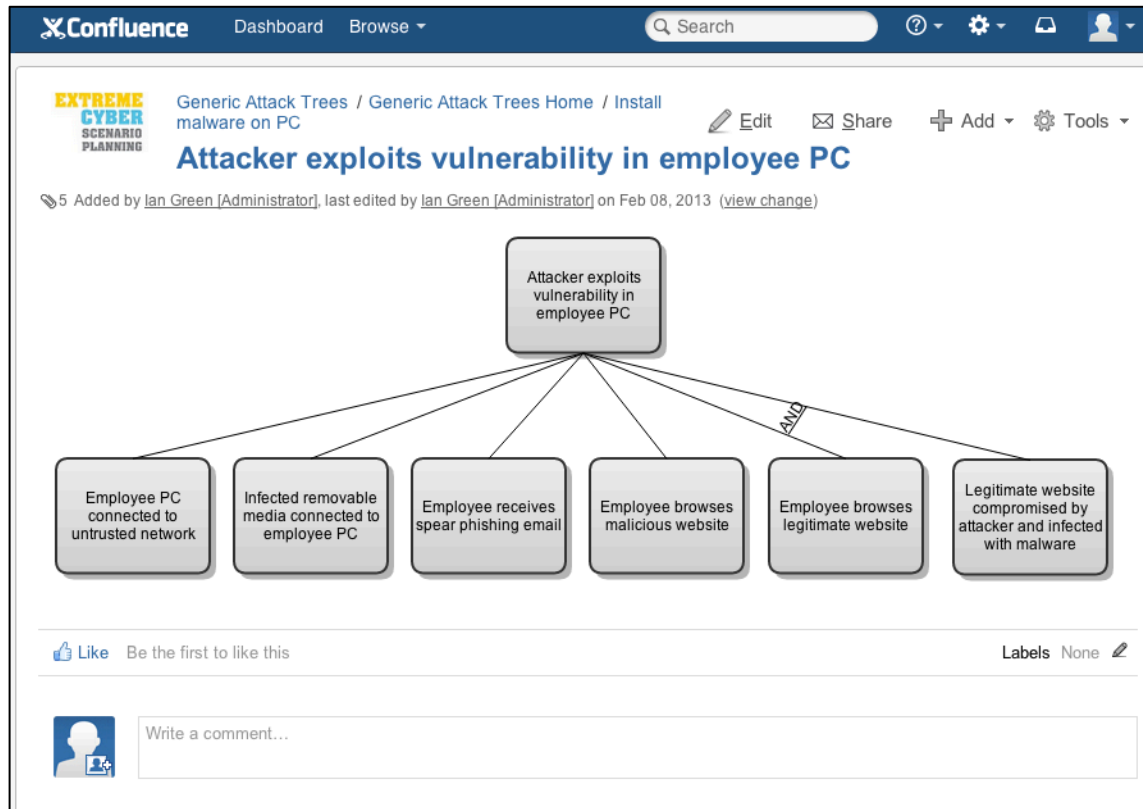 Confluence
Dashboard
Browse
Search
EXTREME
CYBER
SCENARIO
PLANNING
Generic Attack Trees / Generic Attack Trees Home / Install
malware on PC
Edit
Share
Add
Tools
Attacker exploits vulnerability in employee PC
5 Added by Ian Green [Administrator], last edited by Ian Green [Administrator] on Feb 08, 2013 (view change)
Attacker exploits
vulnerability in
employee PC
AND
Employee PC
connected to
untrusted network
Infected removable
media connected to
employee PC
Employee receives
spear phishing email
Employee browses
malicious website
Employee browses
legitimate website
Legitimate website
compromised by
attacker and infected
with malware
Like
Be the first to like this
Labels None
Write a comment…